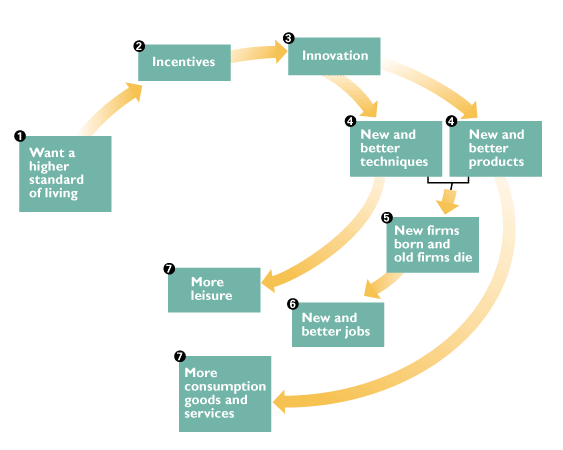 1
Want a
higher
standard
of living
2
Incentives
3
Innovation
4
New and
better
techniques
4
New and
better
products
5
New firms
born and
old firms die
6
New and
better jobs
7
More
leisure
7
More
consumption
goods and
services